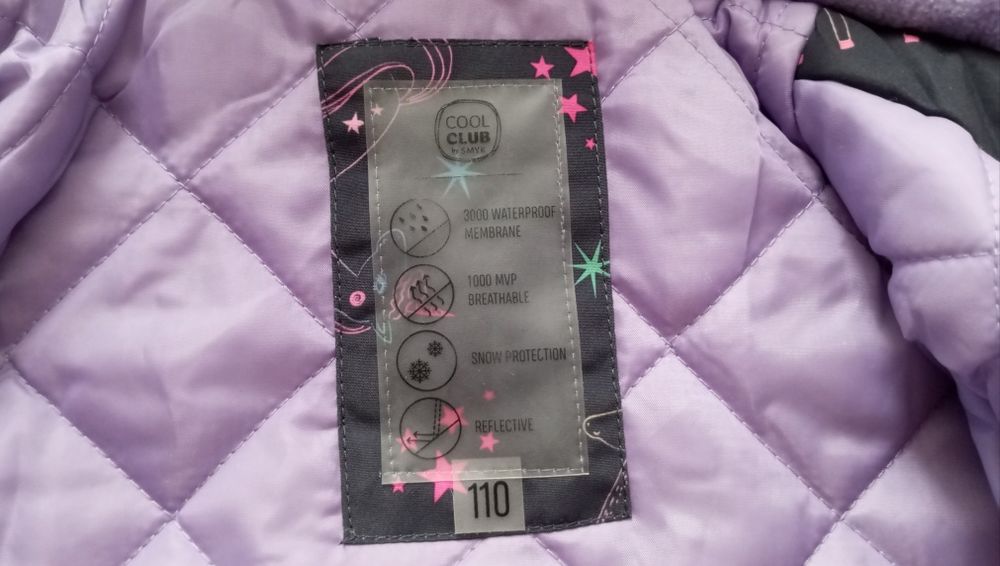 COOL
CLUB
by SMYK
3000 WATERPROOF
MEMBRANE
1000 MVP
BREATHABLE
SNOW PROTECTION
REFLECTIVE
110